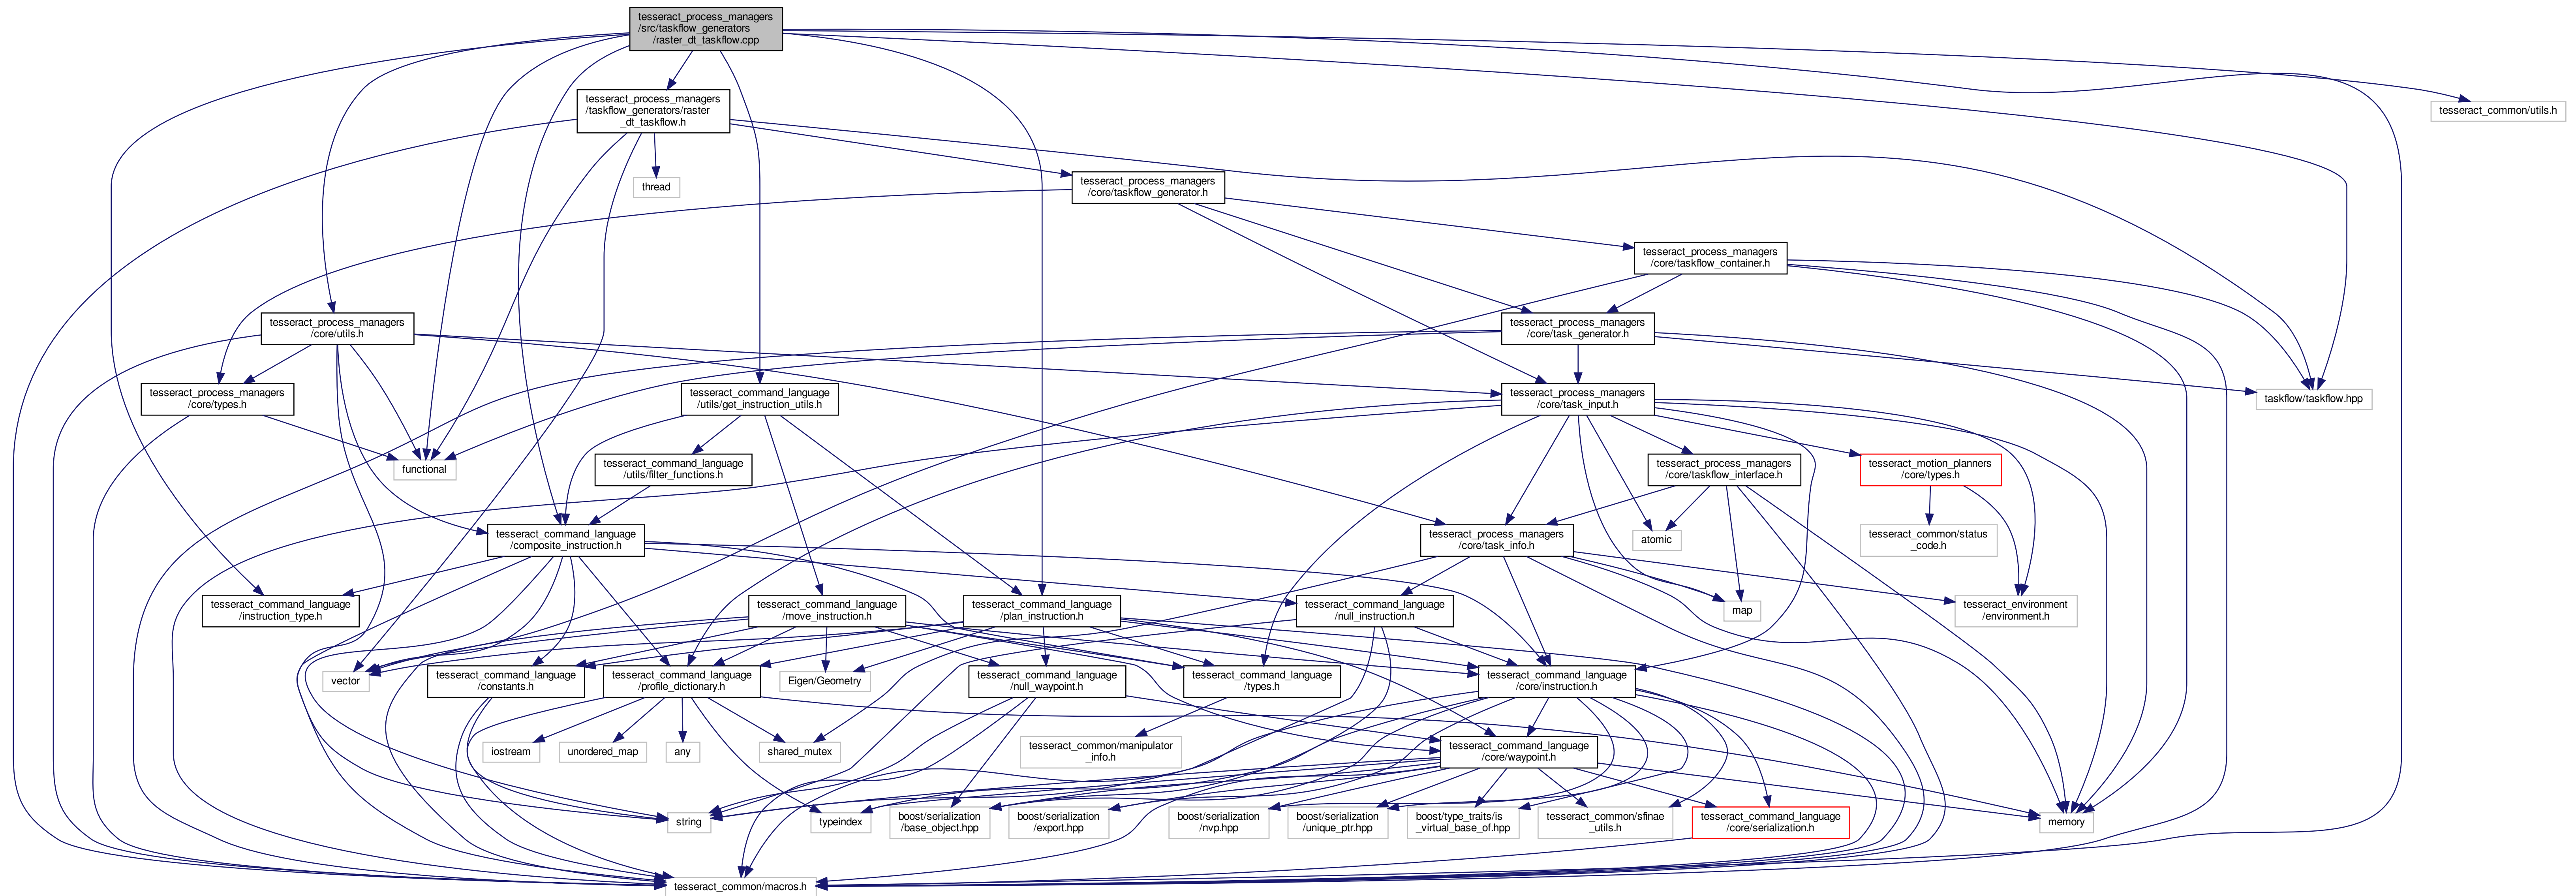 tesseract_process_managers
/src/taskflow_generators
/raster_dt_taskflow.cpp
tesseract_process_managers
/taskflow_generators/raster
_dt_taskflow.h
tesseract_common/utils.h
thread
tesseract_process_managers
/core/taskflow_generator.h
tesseract_process_managers
/core/taskflow_container.h
tesseract_process_managers
/core/utils.h
tesseract_process_managers
/core/task_generator.h
tesseract_process_managers
/core/types.h
tesseract_command_language
/utils/get_instruction_utils.h
tesseract_process_managers
/core/task_input.h
taskflow/taskflow.hpp
functional
tesseract_command_language
/utils/filter_functions.h
tesseract_process_managers
/core/taskflow_interface.h
tesseract_motion_planners
/core/types.h
tesseract_command_language
/composite_instruction.h
tesseract_process_managers
/core/task_info.h
atomic
tesseract_common/status
_code.h
tesseract_command_language
/instruction_type.h
tesseract_command_language
/move_instruction.h
tesseract_command_language
/plan_instruction.h
tesseract_command_language
/null_instruction.h
map
tesseract_environment
/environment.h
vector
tesseract_command_language
/constants.h
tesseract_command_language
/profile_dictionary.h
Eigen/Geometry
tesseract_command_language
/null_waypoint.h
tesseract_command_language
/types.h
tesseract_command_language
/core/instruction.h
iostream
unordered_map
any
shared_mutex
tesseract_common/manipulator
_info.h
tesseract_command_language
/core/waypoint.h
string
typeindex
boost/serialization
/base_object.hpp
boost/serialization
/export.hpp
boost/serialization
/nvp.hpp
boost/serialization
/unique_ptr.hpp
boost/type_traits/is
_virtual_base_of.hpp
tesseract_common/sfinae
_utils.h
tesseract_command_language
/core/serialization.h
memory
tesseract_common/macros.h